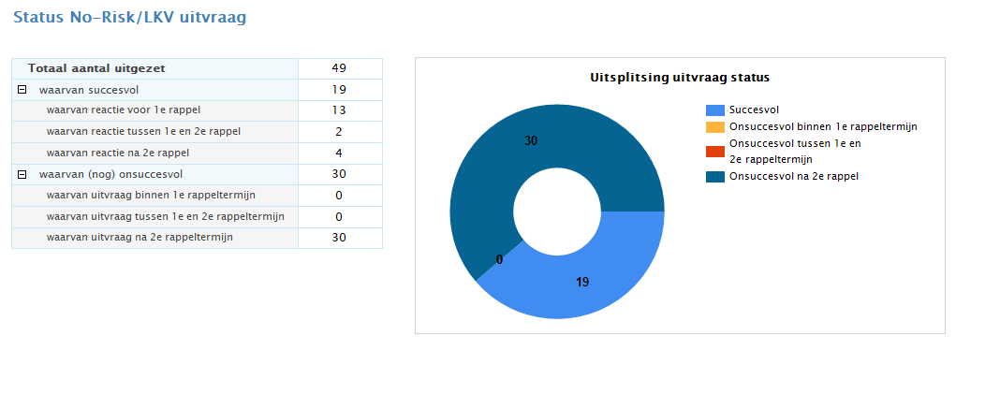 Status No-Risk/LKV uitvraag
Totaal aantal uitgezet 49
waarvan succesvol 19
waarvan reactie voor 1e rappel 13
waarvan reactie tussen 1e en 2e rappel 2
waarvan reactie na 2e rappel 4
waarvan (nog) onsuccesvol 30
waarvan uitvraag binnen 1e rappeltermijn 0
waarvan uitvraag tussen 1e en 2e rappeltermijn 0
waarvan uitvraag na 2e rappeltermijn 30
Uitsplitsing uitvraag status
30
0
19
Succesvol
Onsuccesvol binnen 1e rappeltermijn
Onsuccesvol tussen 1e en
2e rappeltermijn
Onsuccesvol na 2e rappel